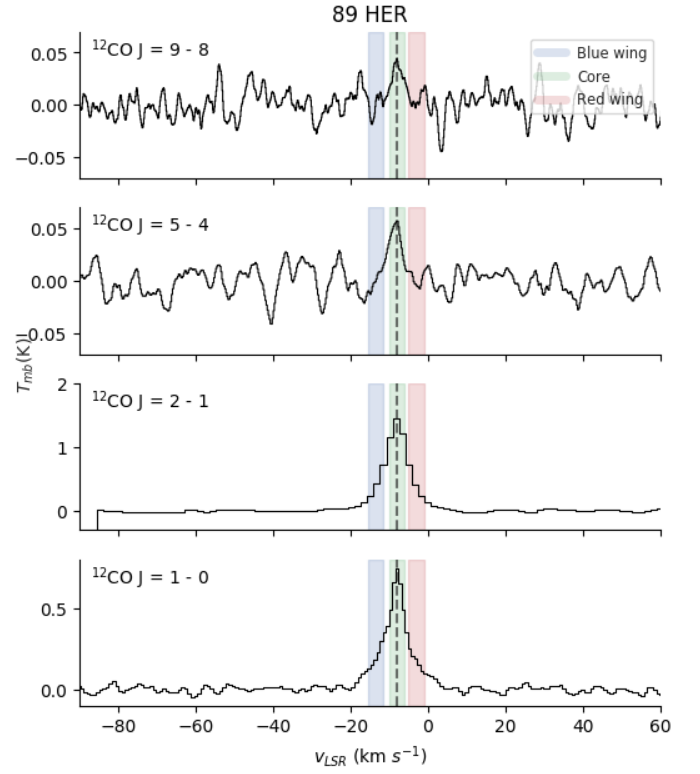 89 HER
¹²CO J = 9 - 8
Blue wing
Core
Red wing
0.05
0.00
−0.05
¹²CO J = 5 - 4
0.05
0.00
−0.05
T_mb(K)
¹²CO J = 2 - 1
2
1
0
¹²CO J = 1 - 0
0.5
0.0
−80 −60 −40 −20 0 20 40 60
v_LSR (km s⁻¹)